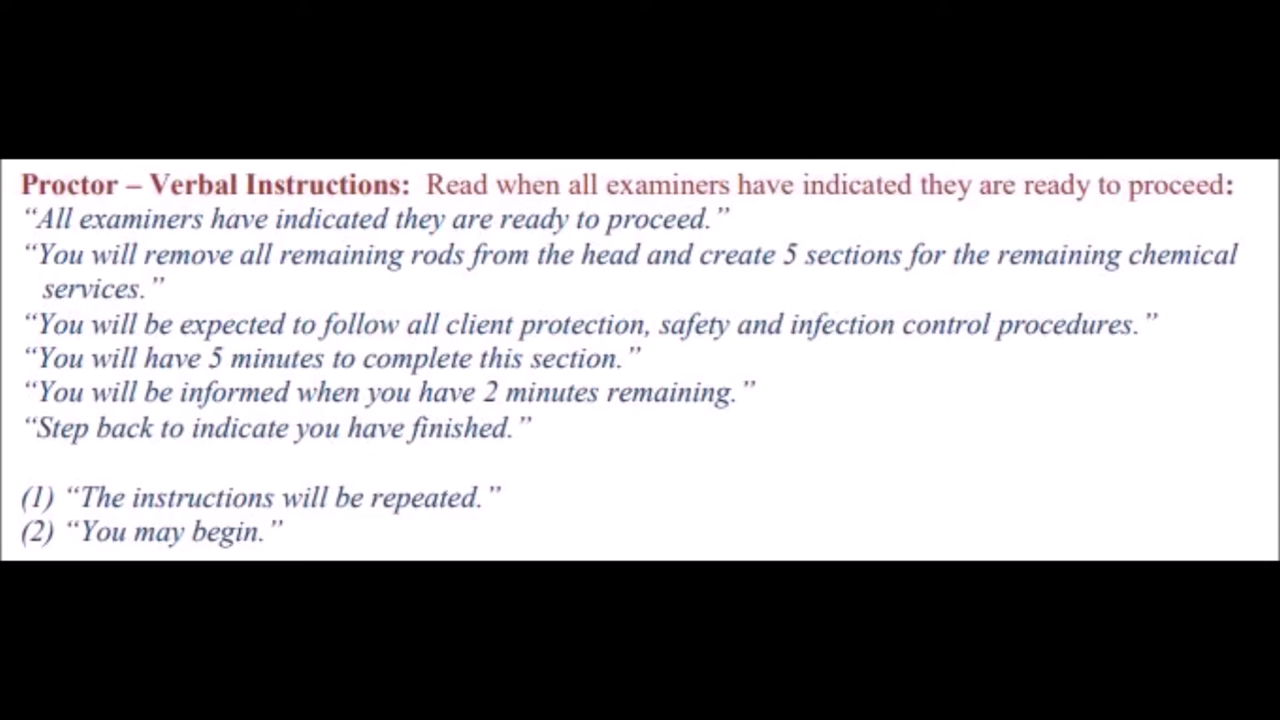 Proctor – Verbal Instructions: Read when all examiners have indicated they are ready to proceed:
“All examiners have indicated they are ready to proceed.”
“You will remove all remaining rods from the head and create 5 sections for the remaining chemical
services.”
“You will be expected to follow all client protection, safety and infection control procedures.”
“You will have 5 minutes to complete this section.”
“You will be informed when you have 2 minutes remaining.”
“Step back to indicate you have finished.”
(1) “The instructions will be repeated.”
(2) “You may begin.”